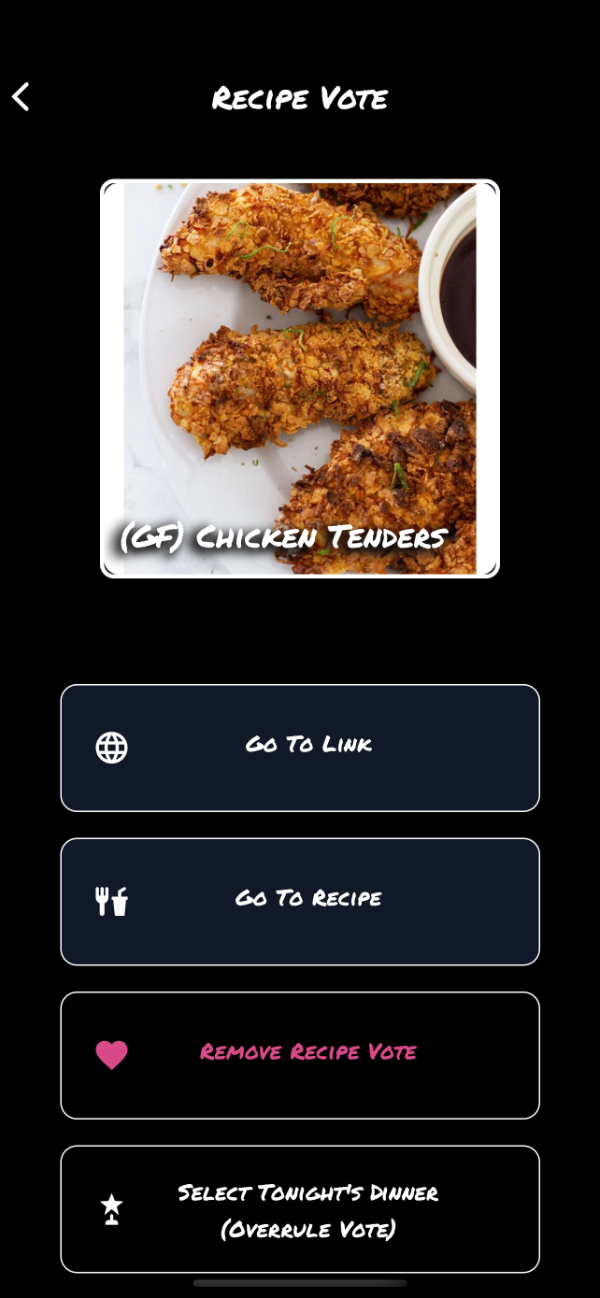 Recipe Vote
(GF) Chicken Tenders
Go To Link
Go To Recipe
Remove Recipe Vote
Select Tonight's Dinner
(Overrule Vote)